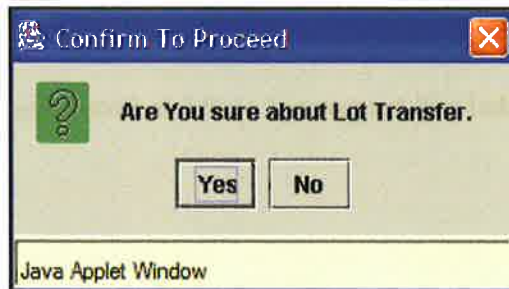 Confirm To Proceed
Are You sure about Lot Transfer.
Yes No
Java Applet Window